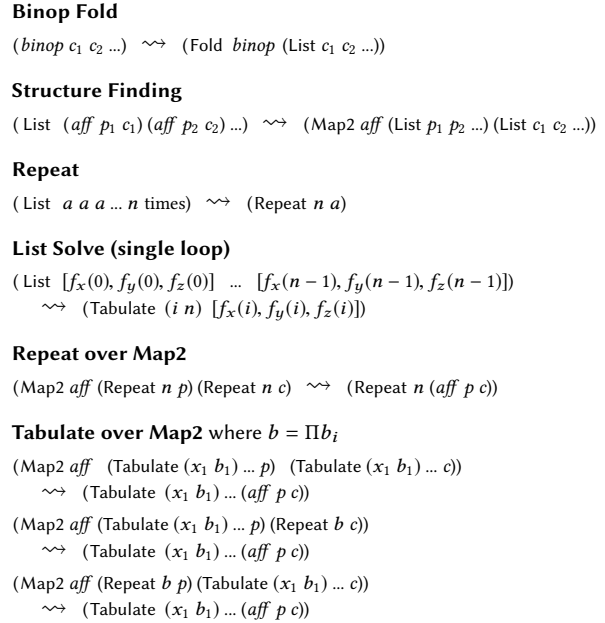 Binop Fold
(binop c₁ c₂ ...) ⇝ (Fold binop (List c₁ c₂ ...))
Structure Finding
( List (aff p₁ c₁) (aff p₂ c₂) ...) ⇝ (Map2 aff (List p₁ p₂ ...) (List c₁ c₂ ...))
Repeat
( List a a a ... n times) ⇝ (Repeat n a)
List Solve (single loop)
( List [fₓ(0), f_y(0), f_z(0)] ... [fₓ(n − 1), f_y(n − 1), f_z(n − 1)])
⇝ (Tabulate (i n) [fₓ(i), f_y(i), f_z(i)])
Repeat over Map2
(Map2 aff (Repeat n p) (Repeat n c) ⇝ (Repeat n (aff p c))
Tabulate over Map2 where b = Πbᵢ
(Map2 aff (Tabulate (x₁ b₁) ... p) (Tabulate (x₁ b₁) ... c))
⇝ (Tabulate (x₁ b₁) ... (aff p c))
(Map2 aff (Tabulate (x₁ b₁) ... p) (Repeat b c))
⇝ (Tabulate (x₁ b₁) ... (aff p c))
(Map2 aff (Repeat b p) (Tabulate (x₁ b₁) ... c))
⇝ (Tabulate (x₁ b₁) ... (aff p c))